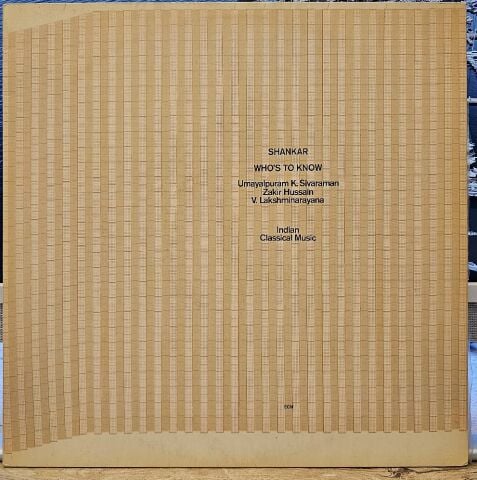 SHANKAR
WHO'S TO KNOW
Umayalpuram K. Sivaraman
Zakir Hussain
V. Lakshminarayana
Indian
Classical Music
ECM